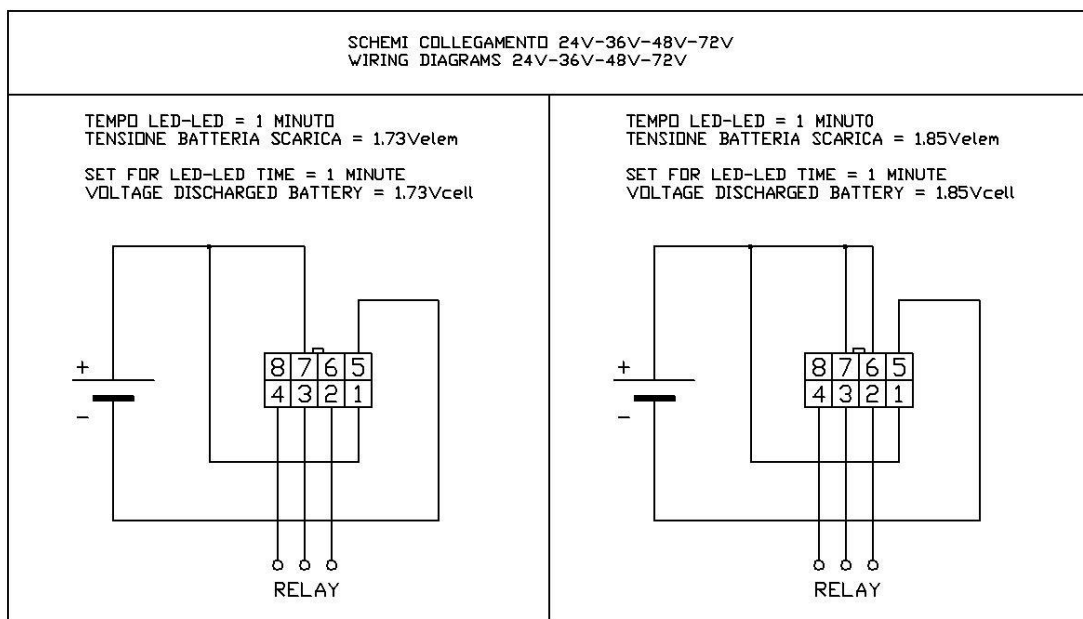 SCHEMI COLLEGAMENTO 24V-36V-48V-72V
WIRING DIAGRAMS 24V-36V-48V-72V
TEMPO LED-LED = 1 MINUTO
TENSIONE BATTERIA SCARICA = 1.73Velem
SET FOR LED-LED TIME = 1 MINUTE
VOLTAGE DISCHARGED BATTERY = 1.73Vcell
+
-
8 7 6 5
4 3 2 1
RELAY
TEMPO LED-LED = 1 MINUTO
TENSIONE BATTERIA SCARICA = 1.85Velem
SET FOR LED-LED TIME = 1 MINUTE
VOLTAGE DISCHARGED BATTERY = 1.85Vcell
+
-
8 7 6 5
4 3 2 1
RELAY